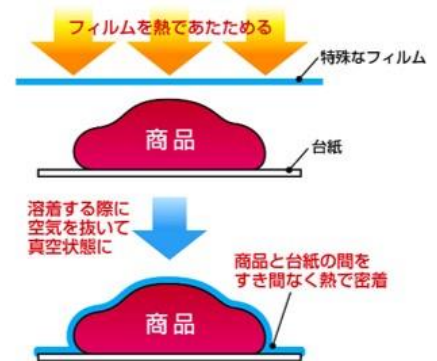 フィルムを熱であたためる
特殊なフィルム
商品
台紙
溶着する際に
空気を抜いて
真空状態に
商品と台紙の間を
すき間なく熱で密着
商品